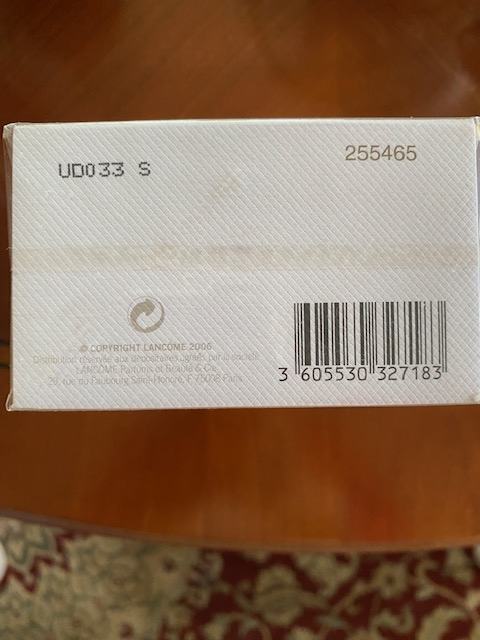 UD033 S
255465
© COPYRIGHT LANCOME 2006
Distribution réservée aux dépositaires agréés par la société
LANCOME Parfums et Beauté & Cie
29, rue du Faubourg Saint-Honoré, F 75008 Paris
3 605530 327183